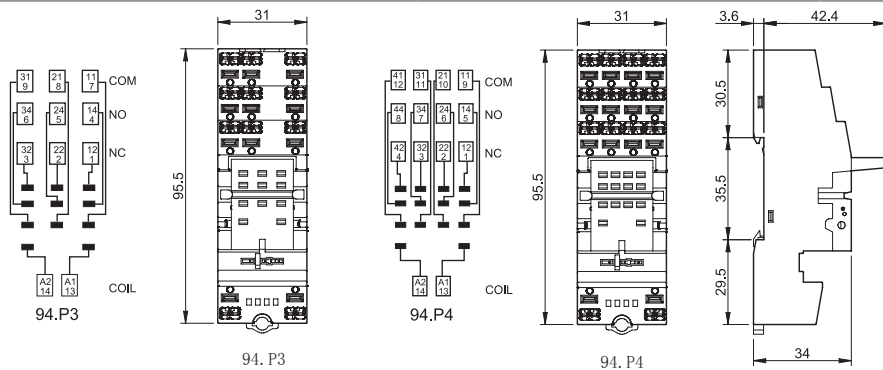 31 21 11 COM
9 8 7
34 24 14 NO
6 5 4
32 22 12 NC
3 2 1
A2 A1 COIL
14 13
94.P3
31
95.5
94. P3
41 31 21 11 COM
12 11 10 9
44 34 24 14 NO
8 7 6 5
42 32 22 12 NC
4 3 2 1
A2 A1 COIL
14 13
94.P4
31
95.5
94. P4
3.6 42.4
30.5
35.5
29.5
34